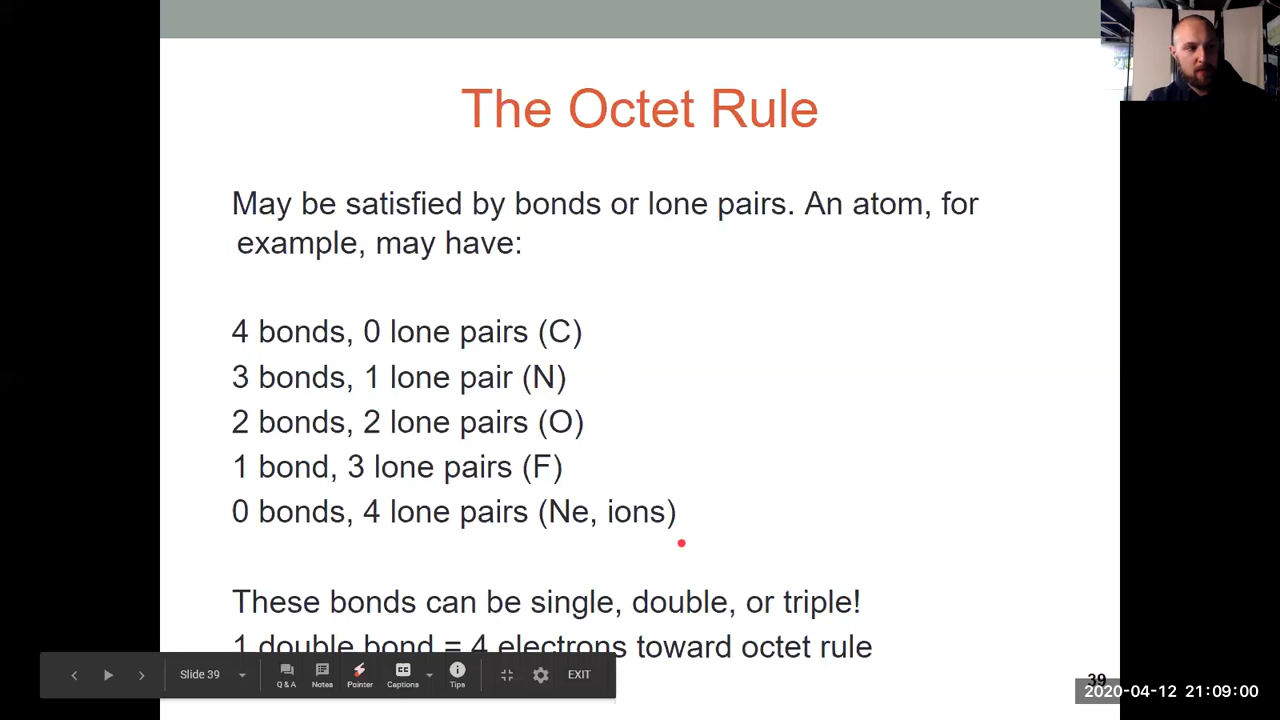 The Octet Rule
May be satisfied by bonds or lone pairs. An atom, for
example, may have:
4 bonds, 0 lone pairs (C)
3 bonds, 1 lone pair (N)
2 bonds, 2 lone pairs (O)
1 bond, 3 lone pairs (F)
0 bonds, 4 lone pairs (Ne, ions)
These bonds can be single, double, or triple!
1 double bond = 4 electrons toward octet rule
Slide 39
Q & A
Notes
Pointer
CC
Captions
Tips
EXIT
39
2020-04-12 21:09:00